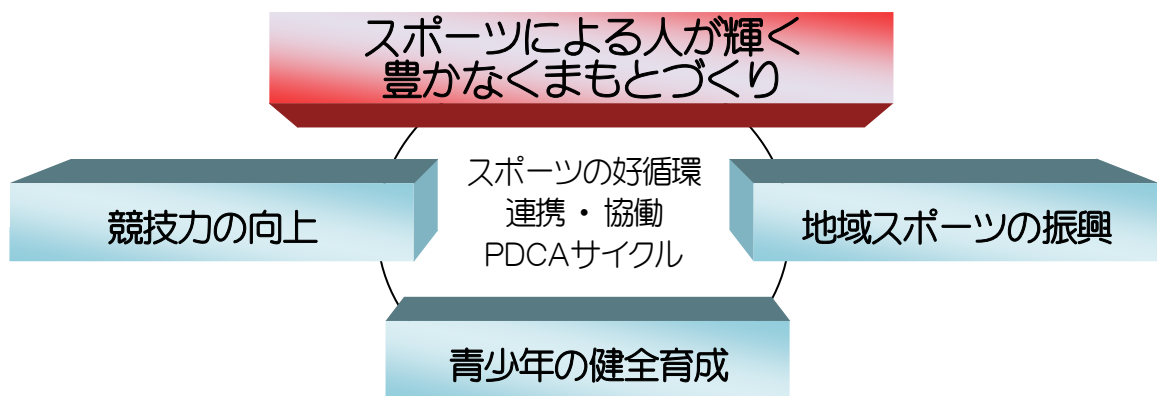 スポーツによる人が輝く
豊かなくまもとづくり
スポーツの好循環
連携・協働
PDCAサイクル
競技力の向上
地域スポーツの振興
青少年の健全育成